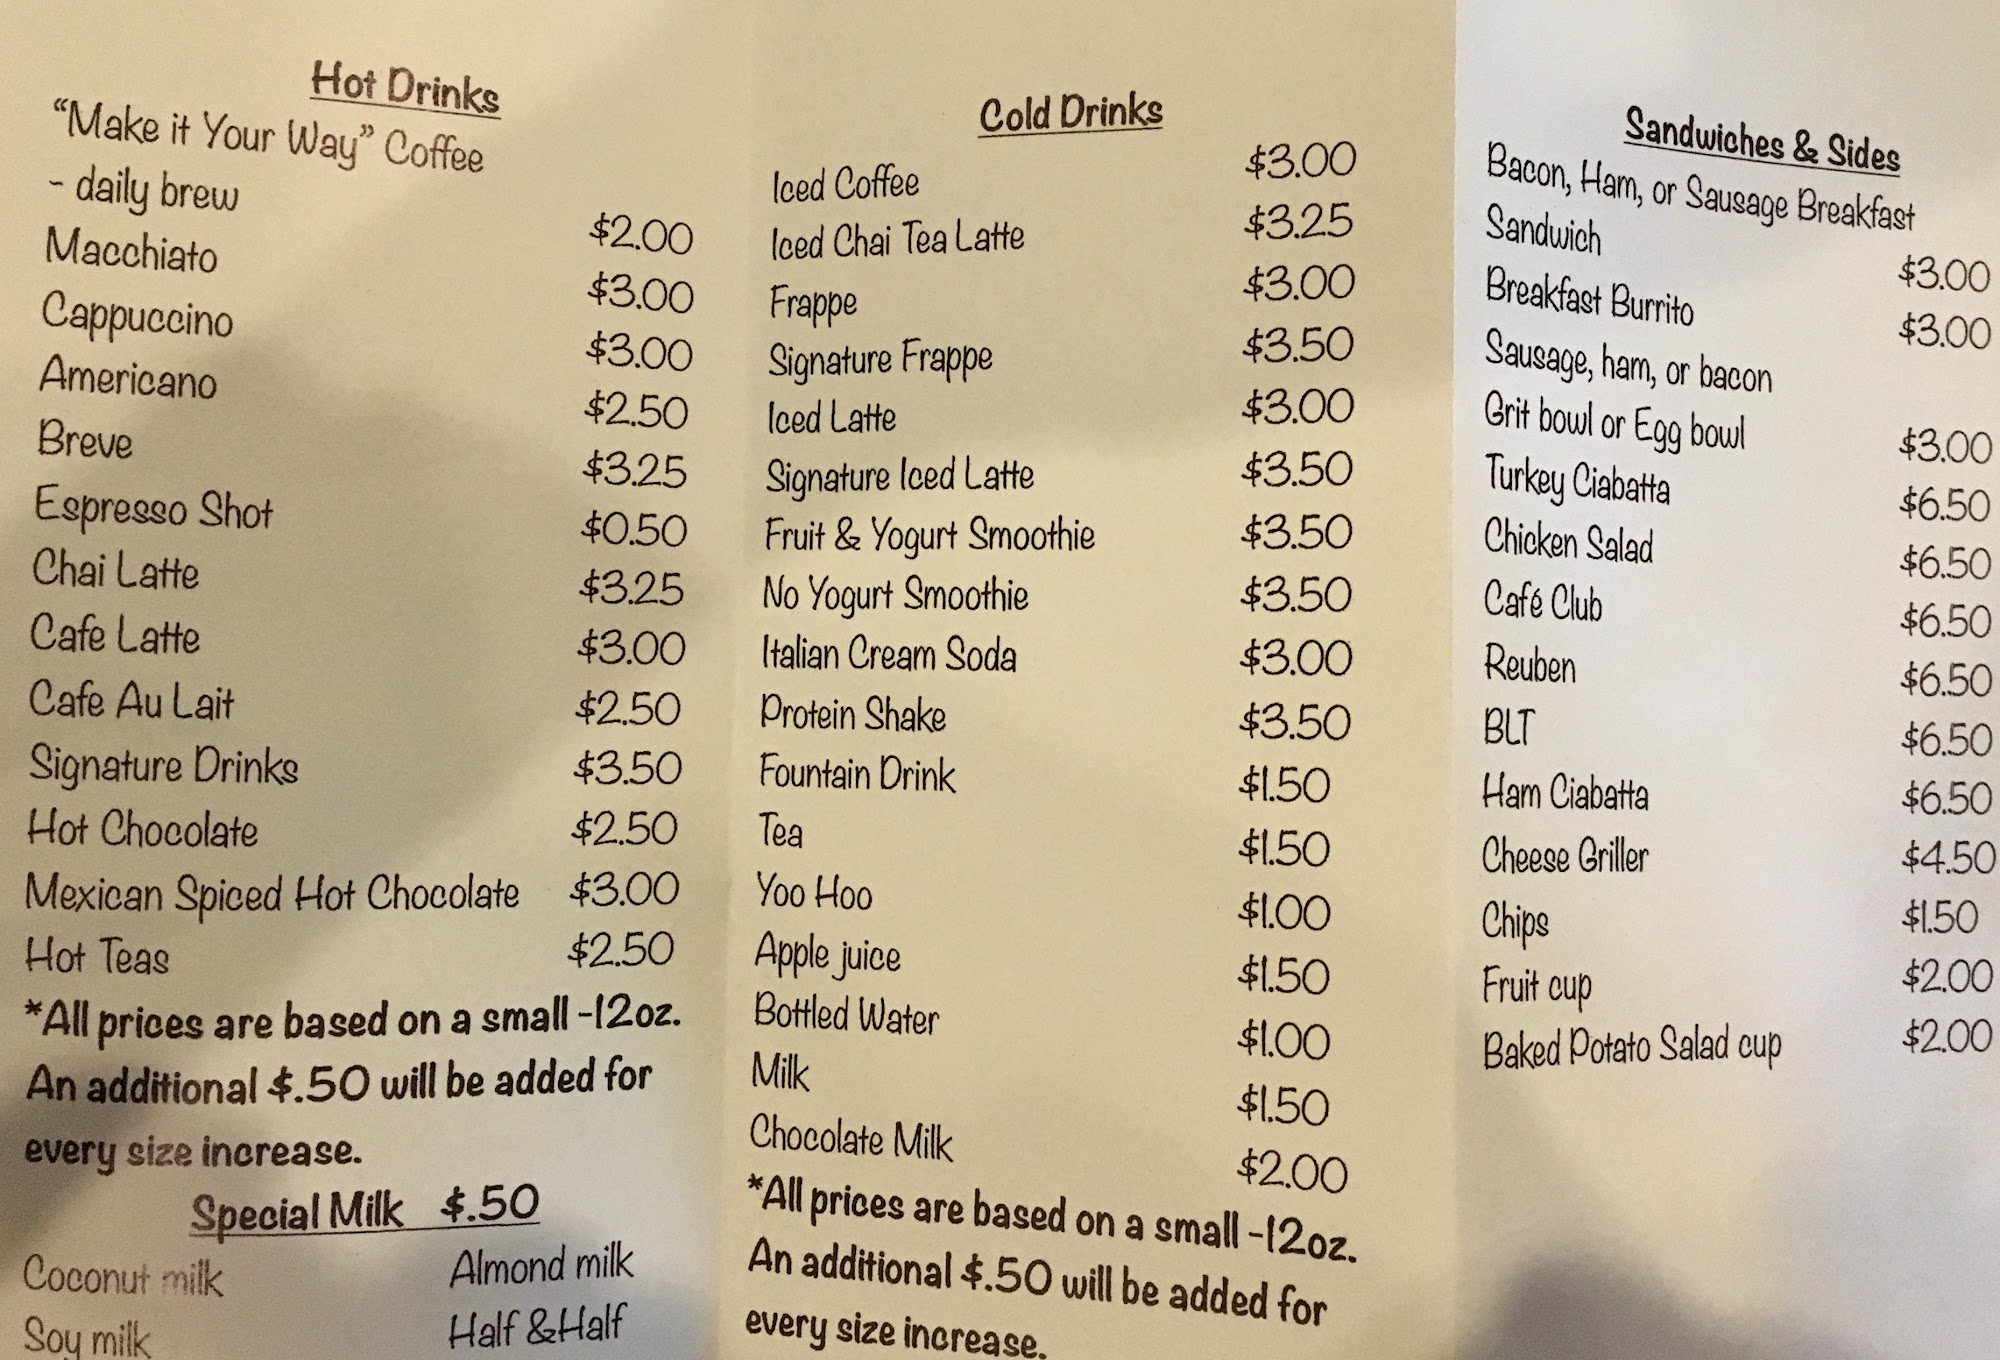 Hot Drinks
"Make it Your Way" Coffee
- daily brew $2.00
Macchiato $3.00
Cappuccino $3.00
Americano $2.50
Breve $3.25
Espresso Shot $0.50
Chai Latte $3.25
Cafe Latte $3.00
Cafe Au Lait $2.50
Signature Drinks $3.50
Hot Chocolate $2.50
Mexican Spiced Hot Chocolate $3.00
Hot Teas $2.50
*All prices are based on a small -12oz.
An additional $.50 will be added for
every size increase.
Special Milk $.50
Coconut milk Almond milk
Soy milk Half &Half
Cold Drinks
Iced Coffee $3.00
Iced Chai Tea Latte $3.25
Frappe $3.00
Signature Frappe $3.50
Iced Latte $3.00
Signature Iced Latte $3.50
Fruit & Yogurt Smoothie $3.50
No Yogurt Smoothie $3.50
Italian Cream Soda $3.00
Protein Shake $3.50
Fountain Drink $1.50
Tea $1.50
Yoo Hoo $1.00
Apple juice $1.50
Bottled Water $1.00
Milk $1.50
Chocolate Milk $2.00
*All prices are based on a small -12oz.
An additional $.50 will be added for
every size increase.
Sandwiches & Sides
Bacon, Ham, or Sausage Breakfast
Sandwich $3.00
Breakfast Burrito $3.00
Sausage, ham, or bacon
Grit bowl or Egg bowl $3.00
Turkey Ciabatta $6.50
Chicken Salad $6.50
Café Club $6.50
Reuben $6.50
BLT $6.50
Ham Ciabatta $6.50
Cheese Griller $4.50
Chips $1.50
Fruit cup $2.00
Baked Potato Salad cup $2.00